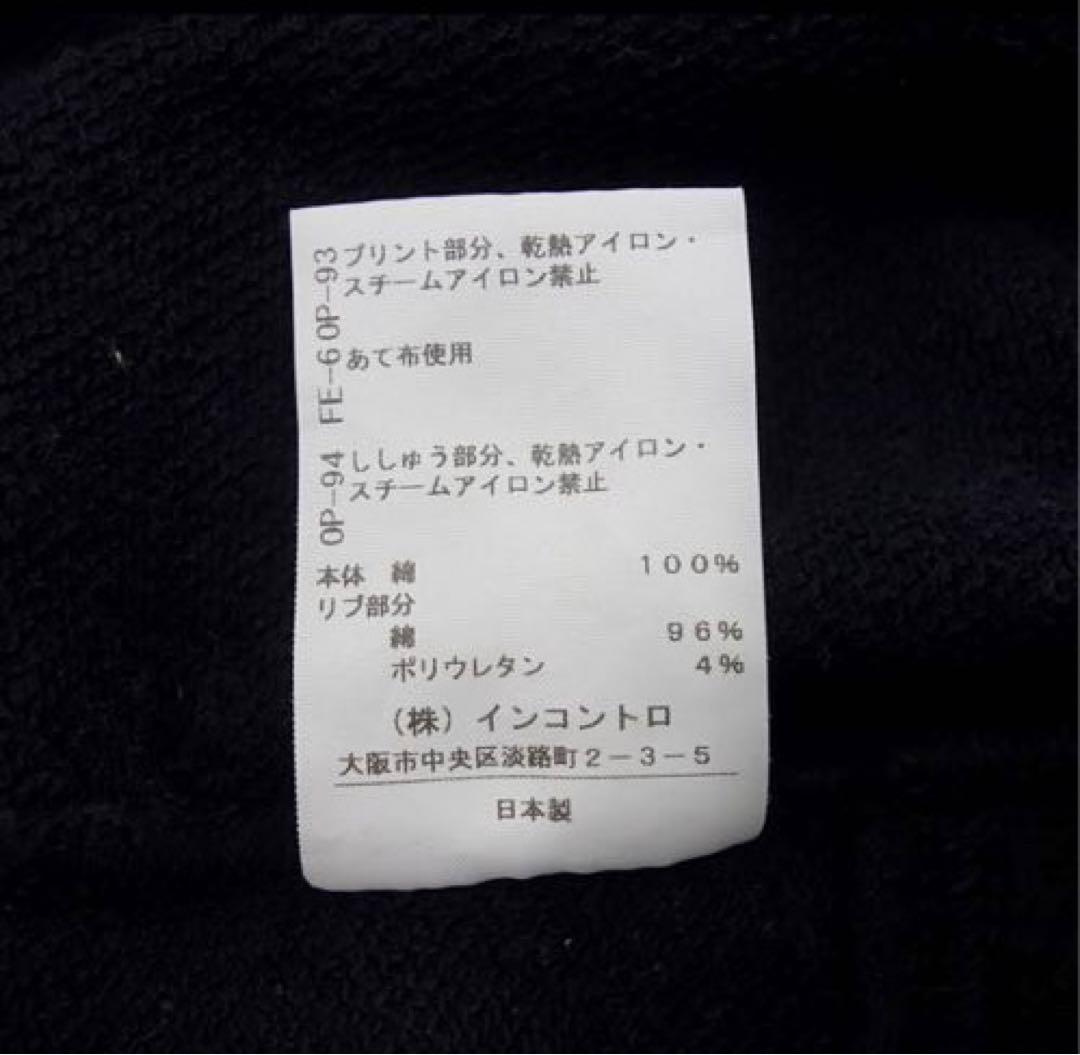 OP-93 プリント部分、乾熱アイロン・
スチームアイロン禁止
FE-6 あて布使用
OP-94 ししゅう部分、乾熱アイロン・
スチームアイロン禁止
本体 綿 100%
リブ部分
綿 96%
ポリウレタン 4%
(株)インコントロ
大阪市中央区淡路町2-3-5
日本製